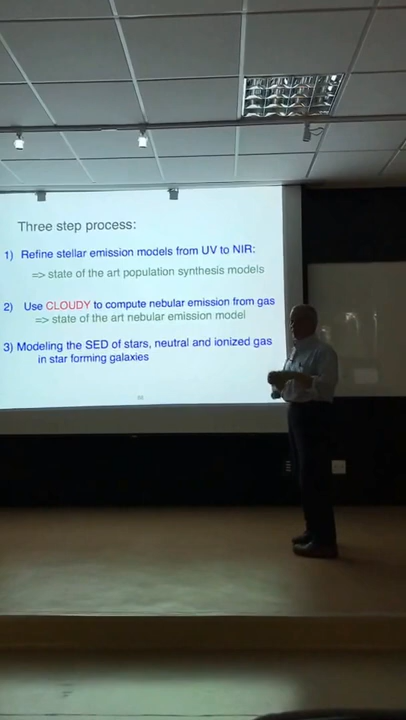 Three step process:
1) Refine stellar emission models from UV to NIR:
=> state of the art population synthesis models
2) Use CLOUDY to compute nebular emission from gas
=> state of the art nebular emission model
3) Modeling the SED of stars, neutral and ionized gas
in star forming galaxies